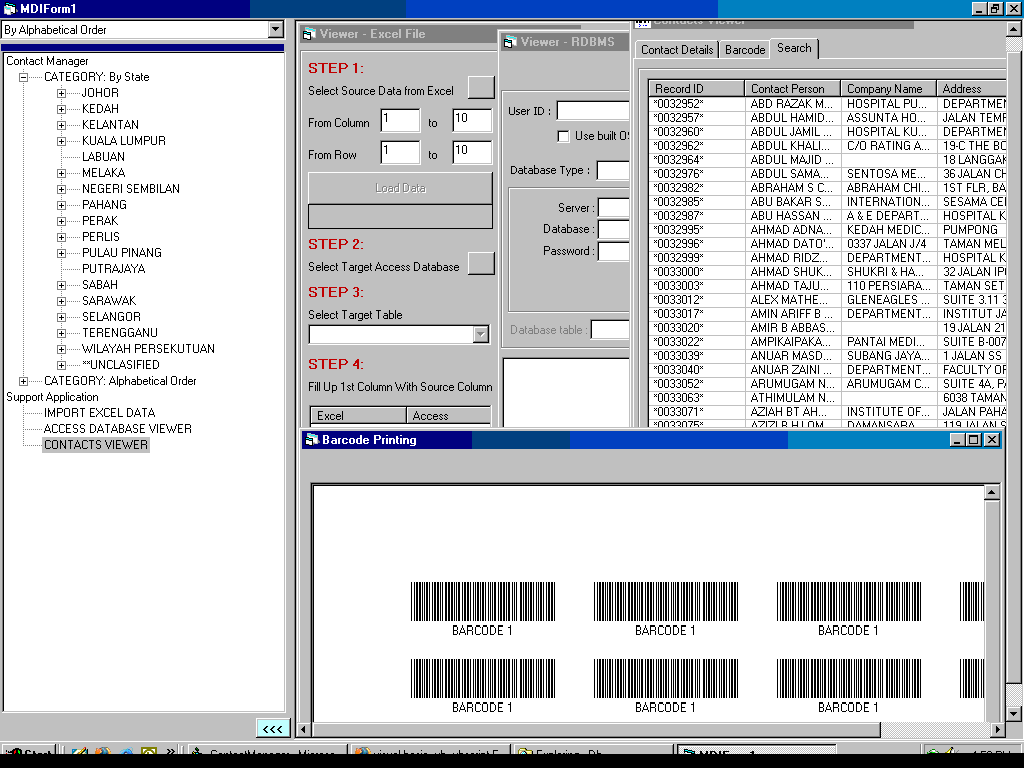 MDIForm1
By Alphabetical Order
Contact Manager
CATEGORY: By State
JOHOR
KEDAH
KELANTAN
KUALA LUMPUR
LABUAN
MELAKA
NEGERI SEMBILAN
PAHANG
PERAK
PERLIS
PULAU PINANG
PUTRAJAYA
SABAH
SARAWAK
SELANGOR
TERENGGANU
WILAYAH PERSEKUTUAN
**UNCLASIFIED
CATEGORY: Alphabetical Order
Support Application
IMPORT EXCEL DATA
ACCESS DATABASE VIEWER
CONTACTS VIEWER
<<<
Viewer - Excel File
STEP 1:
Select Source Data from Excel
From Column 1 to 10
From Row 1 to 10
Load Data
STEP 2:
Select Target Access Database
STEP 3:
Select Target Table
STEP 4:
Fill Up 1st Column With Source Column
Excel Access
Viewer - RDBMS
User ID :
Use built OS
Database Type :
Server :
Database :
Password :
Database table :
Contacts Viewer
Contact Details Barcode Search
Record ID Contact Person Company Name Address
*0032952* ABD RAZAK M... HOSPITAL PU... DEPARTMEN
*0032957* ABDUL HAMID... ASSUNTA HO... JALAN TEMP
*0032960* ABDUL JAMIL ... HOSPITAL KU... DEPARTMEN
*0032962* ABDUL KHALI... C/O RATING A... 19-C THE BO
*0032964* ABDUL MAJID ... 18 LANGGAK
*0032976* ABDUL SAMA... SENTOSA ME... 36 JALAN CH
*0032982* ABRAHAM S C... ABRAHAM CHI... 1ST FLR, BA
*0032985* ABU BAKAR S... INTERNATION... SESAMA CE
*0032987* ABU HASSAN ... A & E DEPART... HOSPITAL K
*0032995* AHMAD ADNA... KEDAH MEDIC... PUMPONG
*0032996* AHMAD DATO'... 0337 JALAN J/4 TAMAN MEL
*0032999* AHMAD RIDZ... DEPARTMENT... HOSPITAL K
*0033000* AHMAD SHUK... SHUKRI & HA... 32 JALAN IPO
*0033003* AHMAD TAJU... 110 PERSIARA... TAMAN SET
*0033012* ALEX MATHE... GLENEAGLES ... SUITE 3.11 3
*0033017* AMIN ARIFF B ... DEPARTMENT... INSTITUT JA
*0033020* AMIR B ABBAS... 19 JALAN 21
*0033022* AMPIKAIPAKA... PANTAI MEDI... SUITE B-007
*0033039* ANUAR MASD... SUBANG JAYA... 1 JALAN SS
*0033040* ANUAR ZAINI ... DEPARTMENT... FACULTY OF
*0033052* ARUMUGAM N... ARUMUGAM C... SUITE 4A, PA
*0033063* ATHIMULAM N... 6038 TAMAN
*0033071* AZIAH BT AH... INSTITUTE OF... JALAN PAHA
*0033075* AZIZI B H LOM... DAMANSARA... 119 JALAN S
Barcode Printing
BARCODE 1 BARCODE 1 BARCODE 1
BARCODE 1 BARCODE 1 BARCODE 1
Start